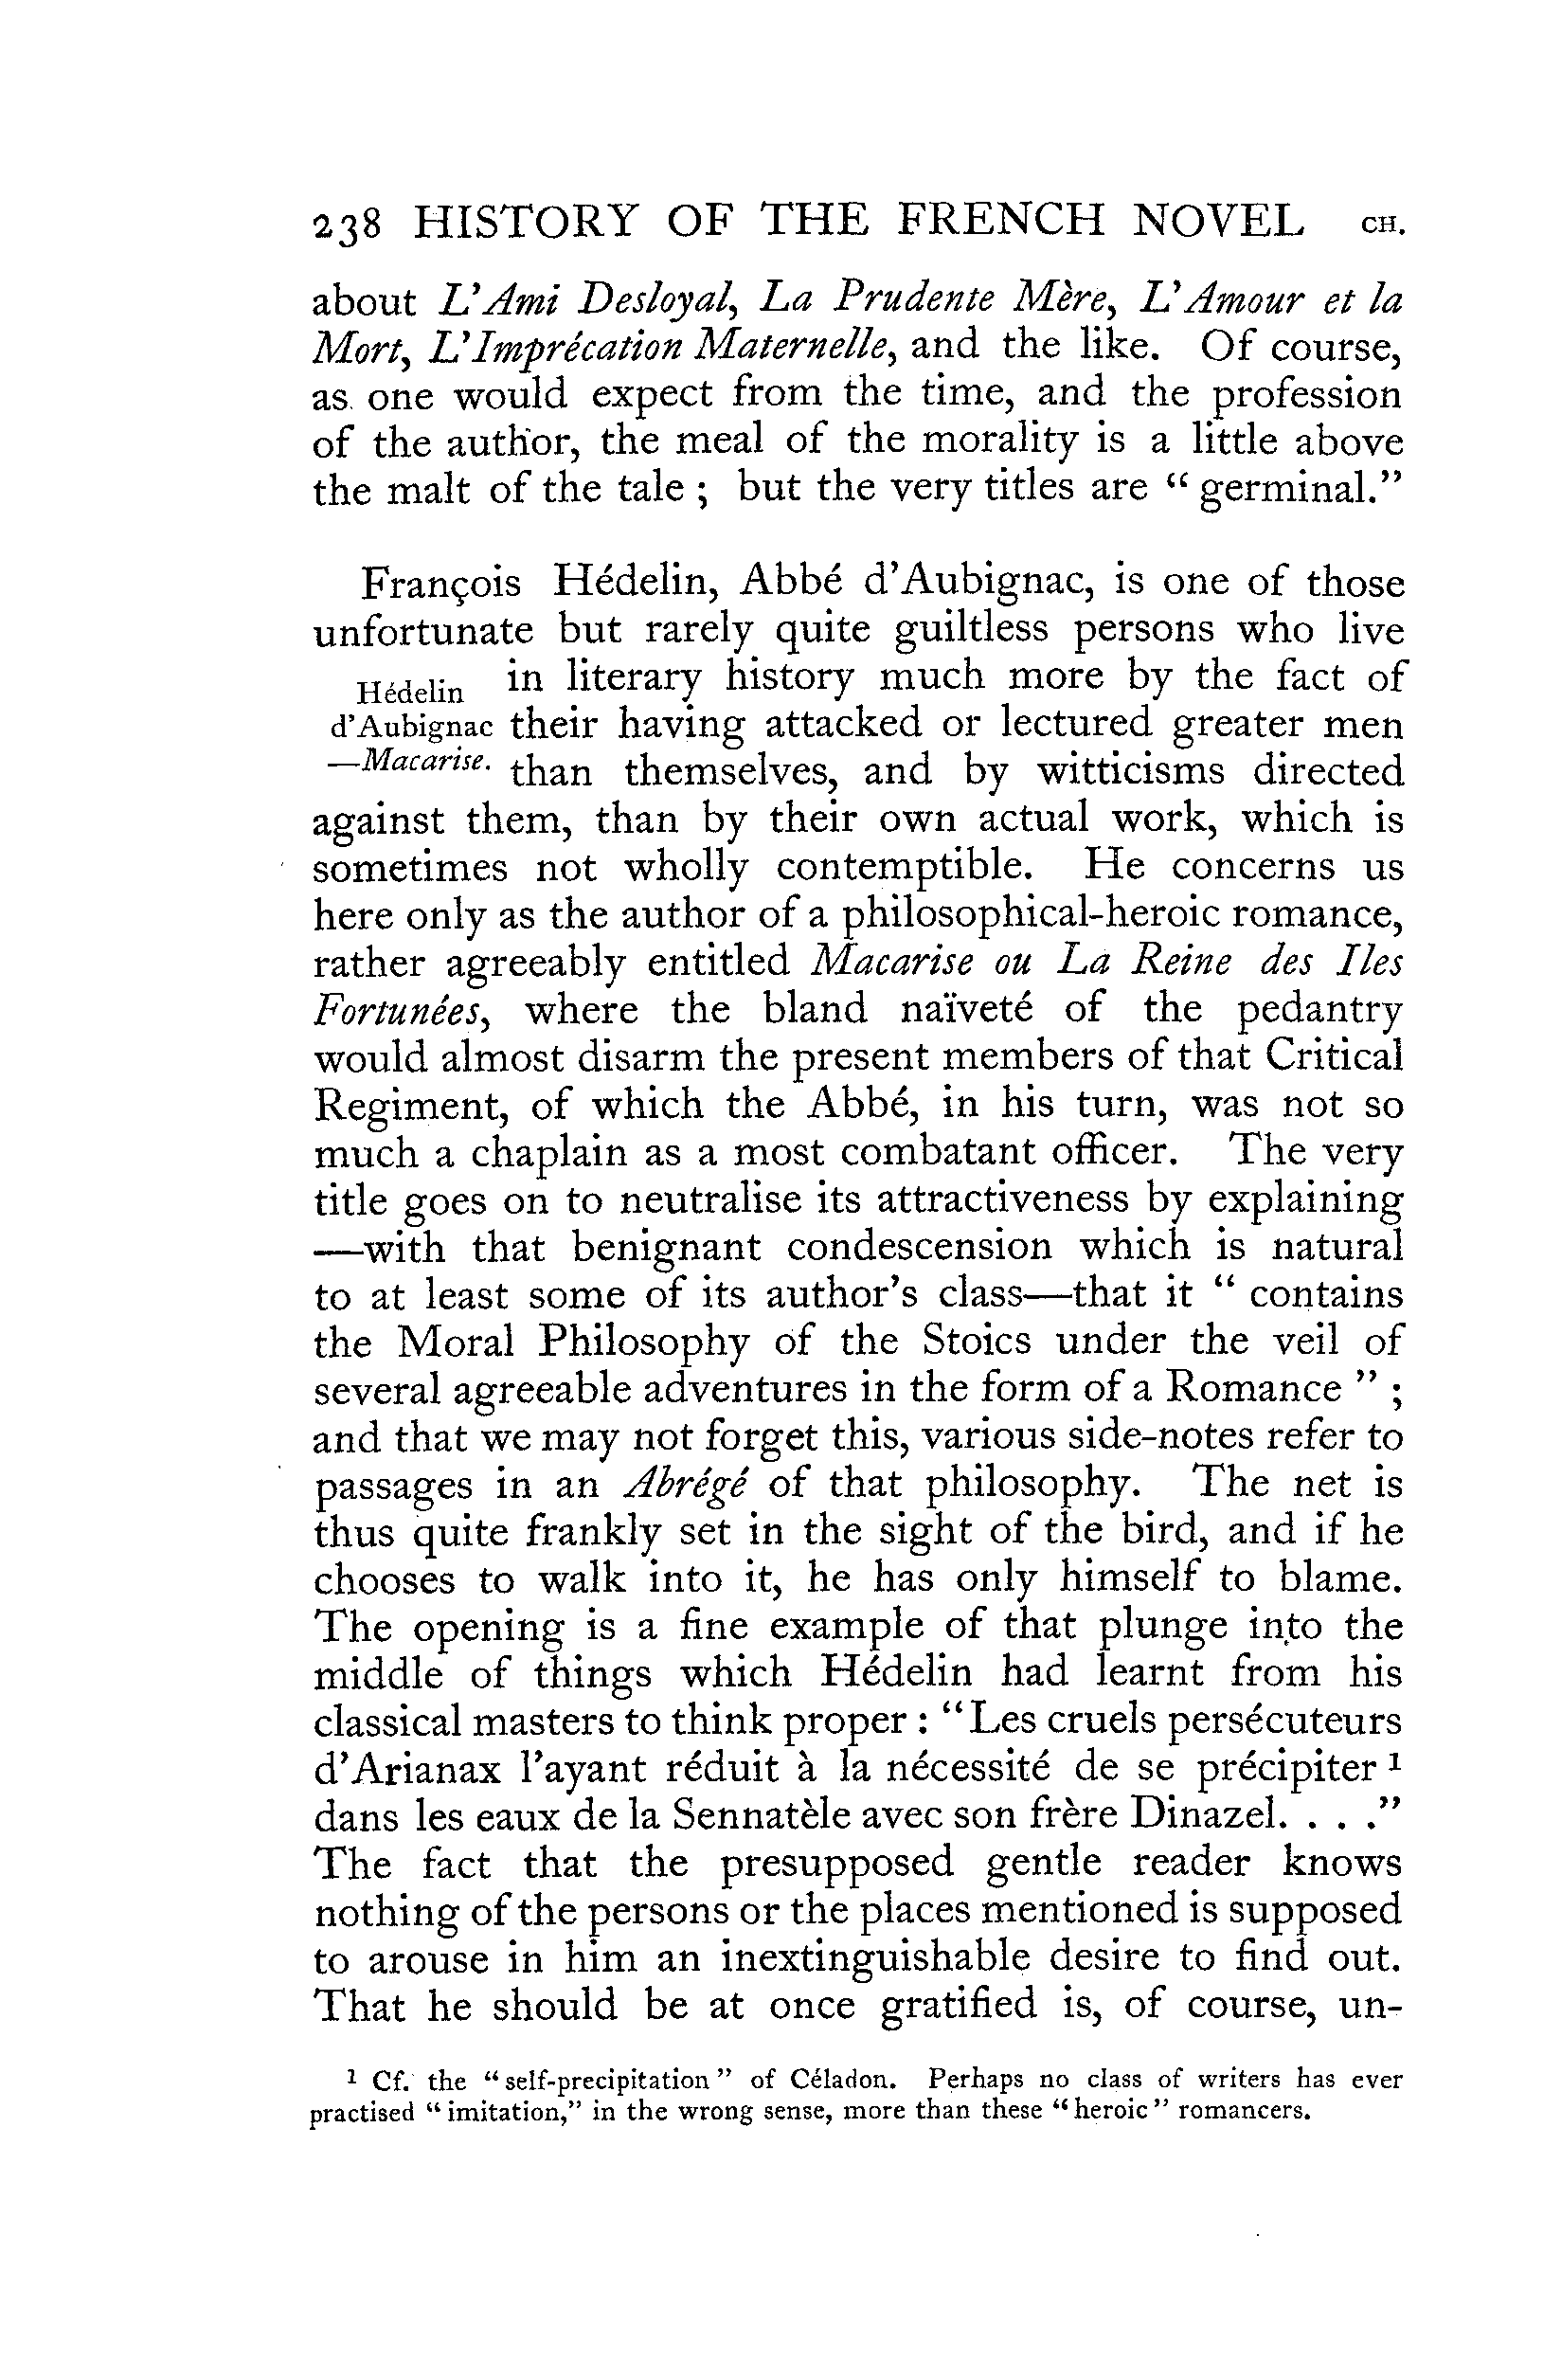 238 HISTORY OF THE FRENCH NOVEL CH.
about L'Ami Desloyal, La Prudente Mère, L'Amour et la
Mort, L'Imprécation Maternelle, and the like. Of course,
as one would expect from the time, and the profession
of the author, the meal of the morality is a little above
the malt of the tale ; but the very titles are “ germinal.”
François Hédelin, Abbé d'Aubignac, is one of those
unfortunate but rarely quite guiltless persons who live
in literary history much more by the fact of
their having attacked or lectured greater men
than themselves, and by witticisms directed
Hédelin
d'Aubignac
—Macarise.
against them, than by their own actual work, which is
sometimes not wholly contemptible. He concerns us
here only as the author of a philosophical-heroic romance,
rather agreeably entitled Macarise ou La Reine des Iles
Fortunées, where the bland naïveté of the pedantry
would almost disarm the present members of that Critical
Regiment, of which the Abbé, in his turn, was not so
much a chaplain as a most combatant officer. The very
title goes on to neutralise its attractiveness by explaining
—with that benignant condescension which is natural
to at least some of its author's class—that it “ contains
the Moral Philosophy of the Stoics under the veil of
several agreeable adventures in the form of a Romance ” ;
and that we may not forget this, various side-notes refer to
passages in an Abrégé of that philosophy. The net is
thus quite frankly set in the sight of the bird, and if he
chooses to walk into it, he has only himself to blame.
The opening is a fine example of that plunge into the
middle of things which Hédelin had learnt from his
classical masters to think proper : “ Les cruels persécuteurs
d'Arianax l'ayant réduit à la nécessité de se précipiter ¹
dans les eaux de la Sennatèle avec son frère Dinazel. . . .”
The fact that the presupposed gentle reader knows
nothing of the persons or the places mentioned is supposed
to arouse in him an inextinguishable desire to find out.
That he should be at once gratified is, of course, un-
¹ Cf. the “ self-precipitation ” of Céladon. Perhaps no class of writers has ever
practised “ imitation,” in the wrong sense, more than these “ heroic ” romancers.